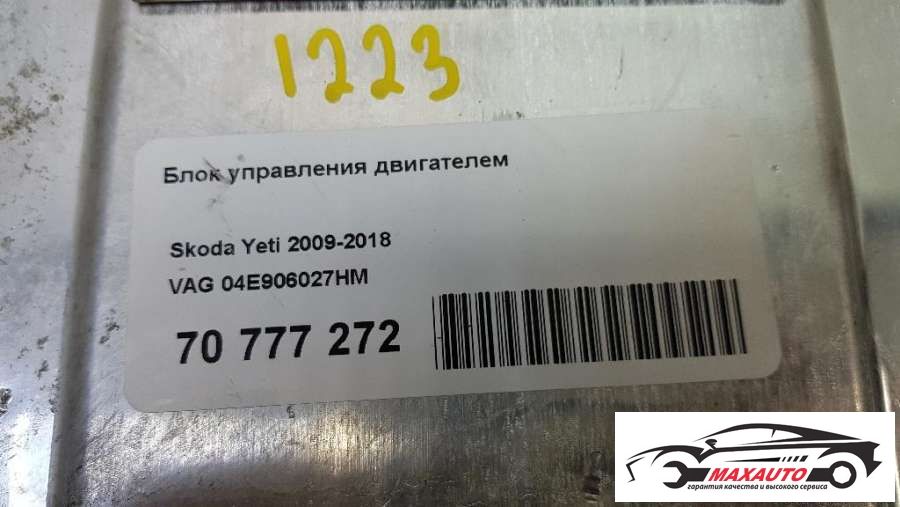 1223
Блок управления двигателем
Skoda Yeti 2009-2018
VAG 04E906027HM
70 777 272
MAXAUTO
гарантия качества и высокого сервиса